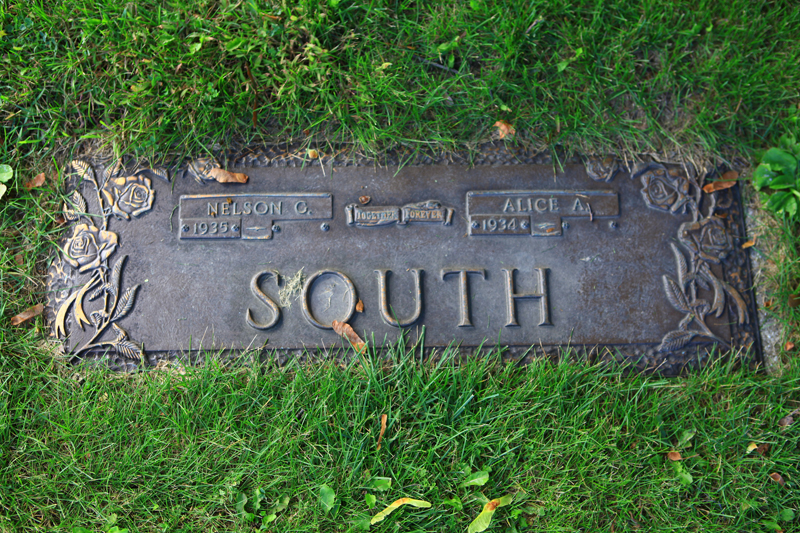 NELSON O. TOGETHER FOREVER ALICE A.
1935 1934
SOUTH